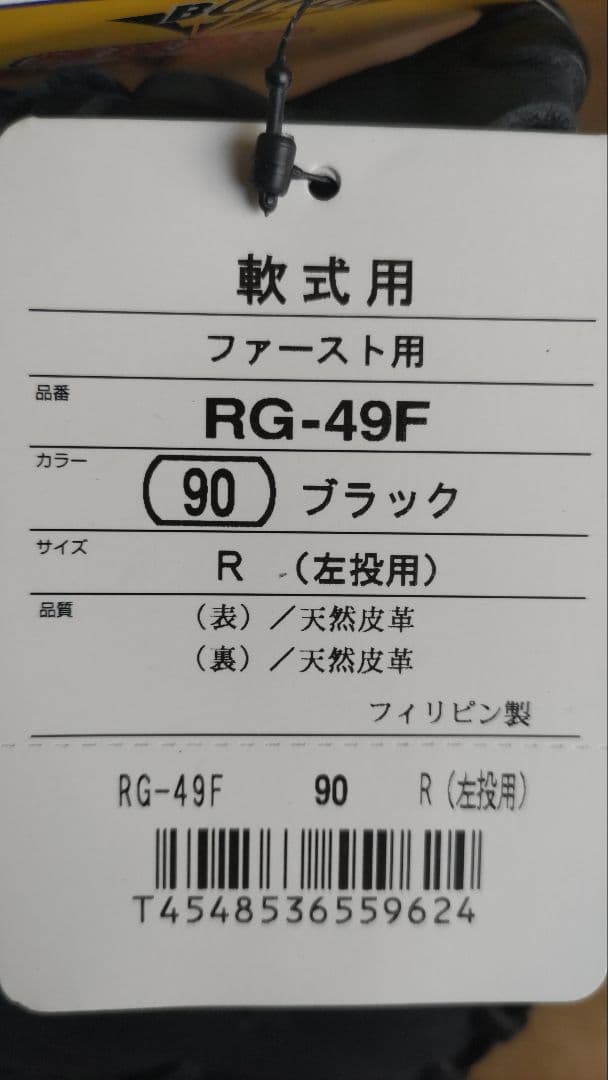 軟式用
ファースト用
品番 RG-49F
カラー 90 ブラック
サイズ R (左投用)
品質 (表)/天然皮革
(裏)/天然皮革
フィリピン製
RG-49F 90 R(左投用)
T4548536559624